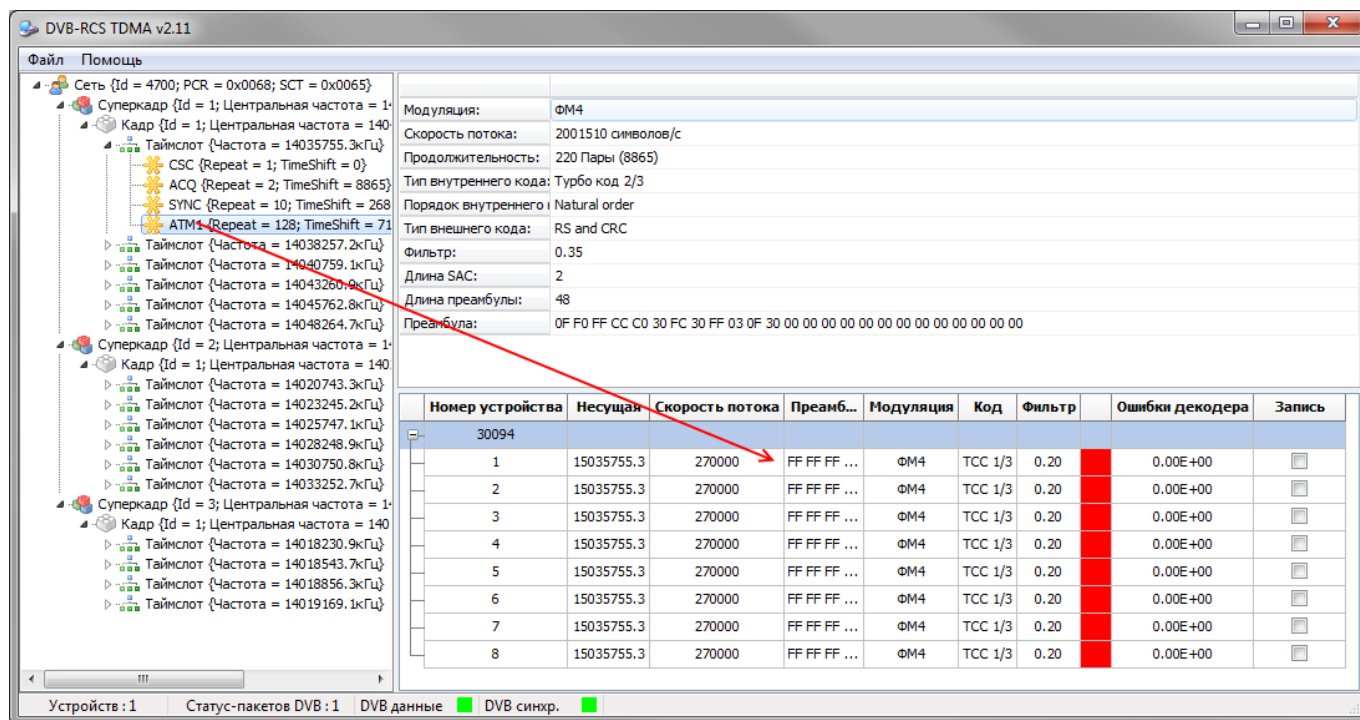 DVB-RCS TDMA v2.11
Файл Помощь
Сеть {Id = 4700; PCR = 0x0068; SCT = 0x0065}
Суперкадр {Id = 1; Центральная частота = 1
Кадр {Id = 1; Центральная частота = 140
Таймслот {Частота = 14035755.3кГц}
CSC {Repeat = 1; TimeShift = 0}
ACQ {Repeat = 2; TimeShift = 8865}
SYNC {Repeat = 10; TimeShift = 268
ATM1 {Repeat = 128; TimeShift = 71
Таймслот {Частота = 14038257.2кГц}
Таймслот {Частота = 14040759.1кГц}
Таймслот {Частота = 14043260.9кГц}
Таймслот {Частота = 14045762.8кГц}
Таймслот {Частота = 14048264.7кГц}
Суперкадр {Id = 2; Центральная частота = 1
Кадр {Id = 1; Центральная частота = 140
Таймслот {Частота = 14020743.3кГц}
Таймслот {Частота = 14023245.2кГц}
Таймслот {Частота = 14025747.1кГц}
Таймслот {Частота = 14028248.9кГц}
Таймслот {Частота = 14030750.8кГц}
Таймслот {Частота = 14033252.7кГц}
Суперкадр {Id = 3; Центральная частота = 1
Кадр {Id = 1; Центральная частота = 140
Таймслот {Частота = 14018230.9кГц}
Таймслот {Частота = 14018543.7кГц}
Таймслот {Частота = 14018856.3кГц}
Таймслот {Частота = 14019169.1кГц}
Модуляция: ФМ4
Скорость потока: 2001510 символов/с
Продолжительность: 220 Пары (8865)
Тип внутреннего кода: Турбо код 2/3
Порядок внутреннего Natural order
Тип внешнего кода: RS and CRC
Фильтр: 0.35
Длина SAC: 2
Длина преамбулы: 48
Преамбула: 0F F0 FF CC C0 30 FC 30 FF 03 0F 30 00 00 00 00 00 00 00 00 00 00 00 00
Номер устройства Несущая Скорость потока Преамб... Модуляция Код Фильтр Ошибки декодера Запись
30094
1 15035755.3 270000 FF FF FF ... ФМ4 TCC 1/3 0.20 0.00E+00
2 15035755.3 270000 FF FF FF ... ФМ4 TCC 1/3 0.20 0.00E+00
3 15035755.3 270000 FF FF FF ... ФМ4 TCC 1/3 0.20 0.00E+00
4 15035755.3 270000 FF FF FF ... ФМ4 TCC 1/3 0.20 0.00E+00
5 15035755.3 270000 FF FF FF ... ФМ4 TCC 1/3 0.20 0.00E+00
6 15035755.3 270000 FF FF FF ... ФМ4 TCC 1/3 0.20 0.00E+00
7 15035755.3 270000 FF FF FF ... ФМ4 TCC 1/3 0.20 0.00E+00
8 15035755.3 270000 FF FF FF ... ФМ4 TCC 1/3 0.20 0.00E+00
Устройств : 1 Статус-пакетов DVB : 1 DVB данные DVB синхр.